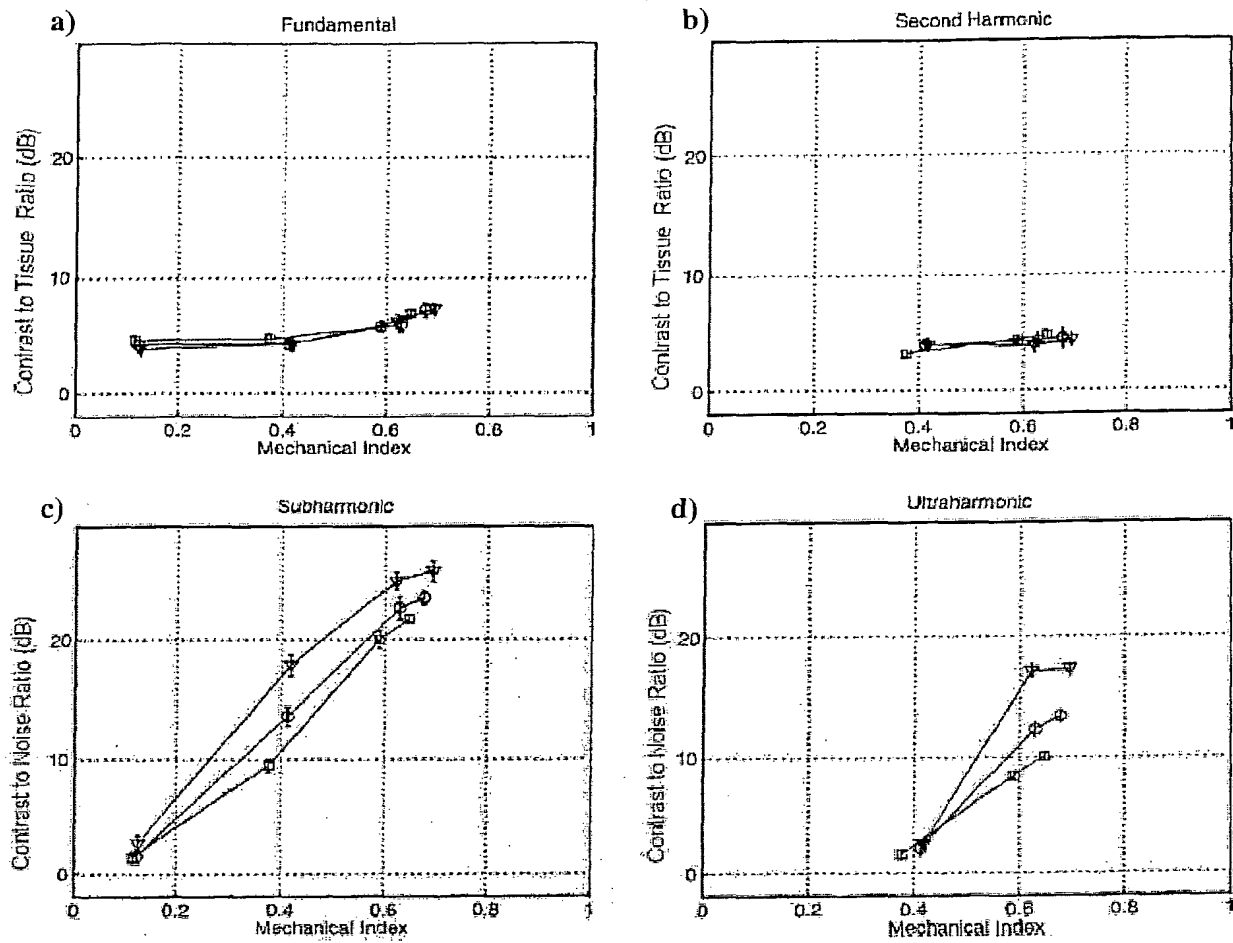 a)
Fundamental
Contrast to Tissue Ratio (dB)
20
10
0
0 0.2 0.4 0.6 0.8 1
Mechanical Index
b)
Second Harmonic
Contrast to Tissue Ratio (dB)
20
10
0
0 0.2 0.4 0.6 0.8 1
Mechanical Index
c)
Subharmonic
Contrast to Noise Ratio (dB)
20
10
0
0 0.2 0.4 0.6 0.8 1
Mechanical Index
d)
Ultraharmonic
Contrast to Noise Ratio (dB)
20
10
0
0 0.2 0.4 0.6 0.8 1
Mechanical Index